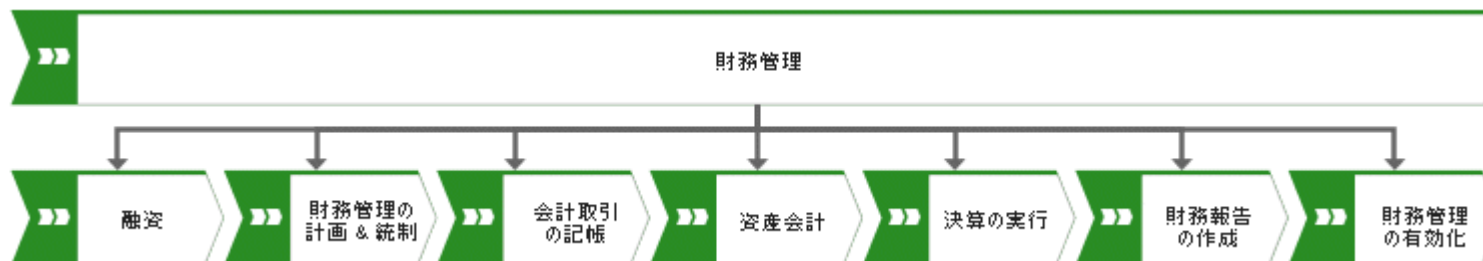 財務管理
融資
財務管理の
計画 & 統制
会計取引
の記帳
資産会計
決算の実行
財務報告
の作成
財務管理
の有効化